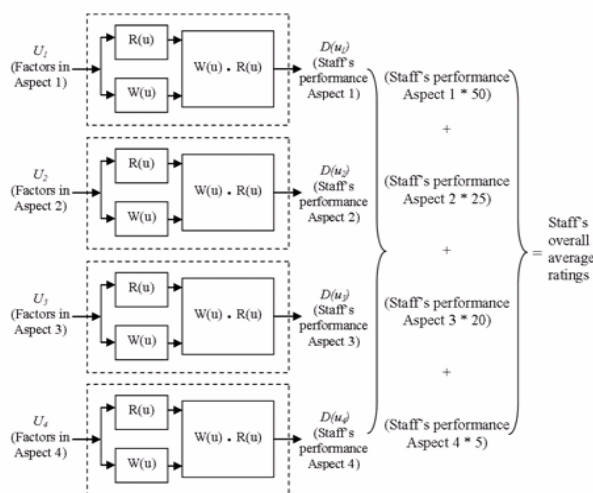 U1
(Factors in
Aspect 1)
R(u)
W(u)
W(u) . R(u)
D(u1)
(Staff's
performance
Aspect 1)
(Staff's performance
Aspect 1 * 50)
+
U2
(Factors in
Aspect 2)
R(u)
W(u)
W(u) . R(u)
D(u2)
(Staff's
performance
Aspect 2)
(Staff's performance
Aspect 2 * 25)
+
U3
(Factors in
Aspect 3)
R(u)
W(u)
W(u) . R(u)
D(u3)
(Staff's
performance
Aspect 3)
(Staff's performance
Aspect 3 * 20)
+
U4
(Factors in
Aspect 4)
R(u)
W(u)
W(u) . R(u)
D(u4)
(Staff's
performance
Aspect 4)
(Staff's performance
Aspect 4 * 5)
Staff's
overall
= average
ratings